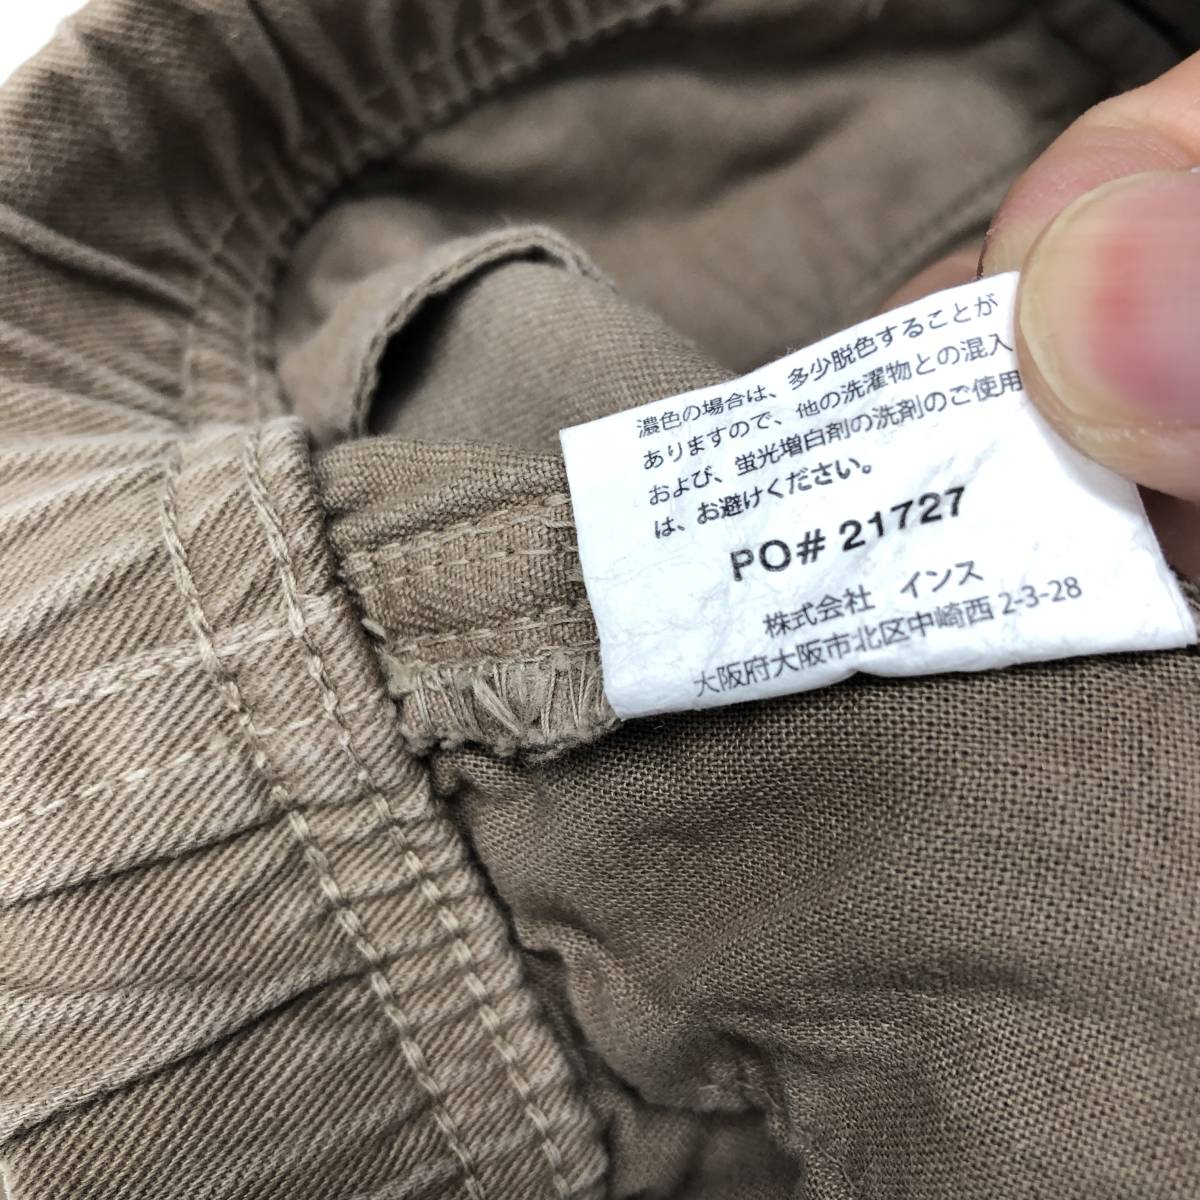 濃色の場合は、多少脱色することが
ありますので、他の洗濯物との混入
および、蛍光増白剤の洗剤のご使用
は、お避けください。
PO# 21727
株式会社 インス
大阪府大阪市北区中崎西 2-3-28